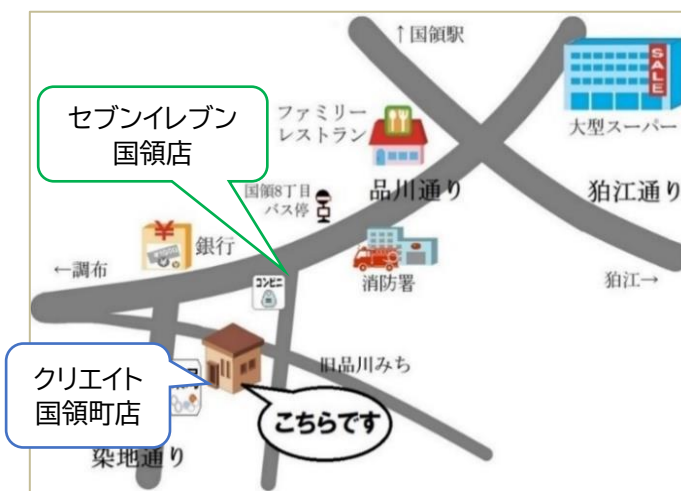 ↑国領駅
SALE
大型スーパー
セブンイレブン
国領店
ファミリー
レストラン
国領8丁目
バス停
品川通り
狛江通り
¥
銀行
消防署
←調布
コンビニ
狛江→
旧品川みち
クリエイト
国領町店
こちらです
染地通り